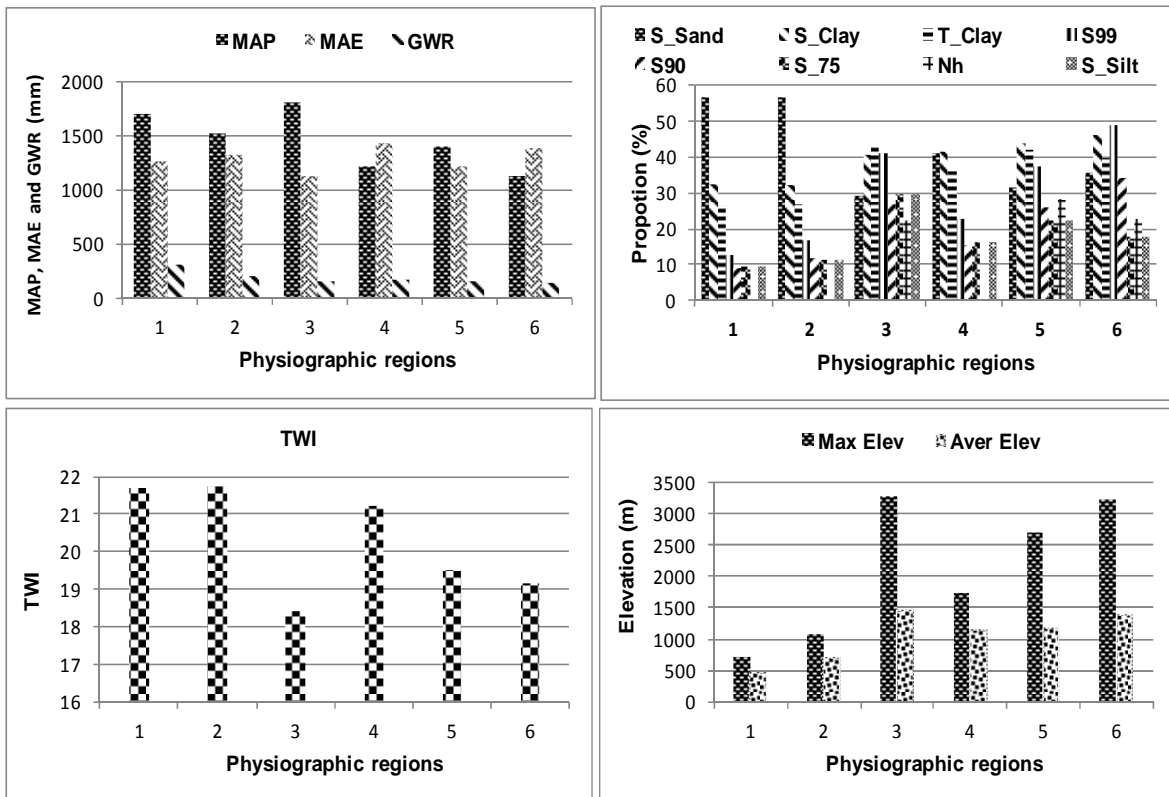 MAP MAE GWR
MAP, MAE and GWR (mm)
2000
1500
1000
500
0
1 2 3 4 5 6
Physiographic regions
S_Sand S_Clay T_Clay S99
S90 S_75 Nh S_Silt
Propotion (%)
60
50
40
30
20
10
0
1 2 3 4 5 6
Physiographic regions
TWI
TWI
22
21
20
19
18
17
16
1 2 3 4 5 6
Physiographic regions
Max Elev Aver Elev
Elevation (m)
3500
3000
2500
2000
1500
1000
500
0
1 2 3 4 5 6
Physiographic regions